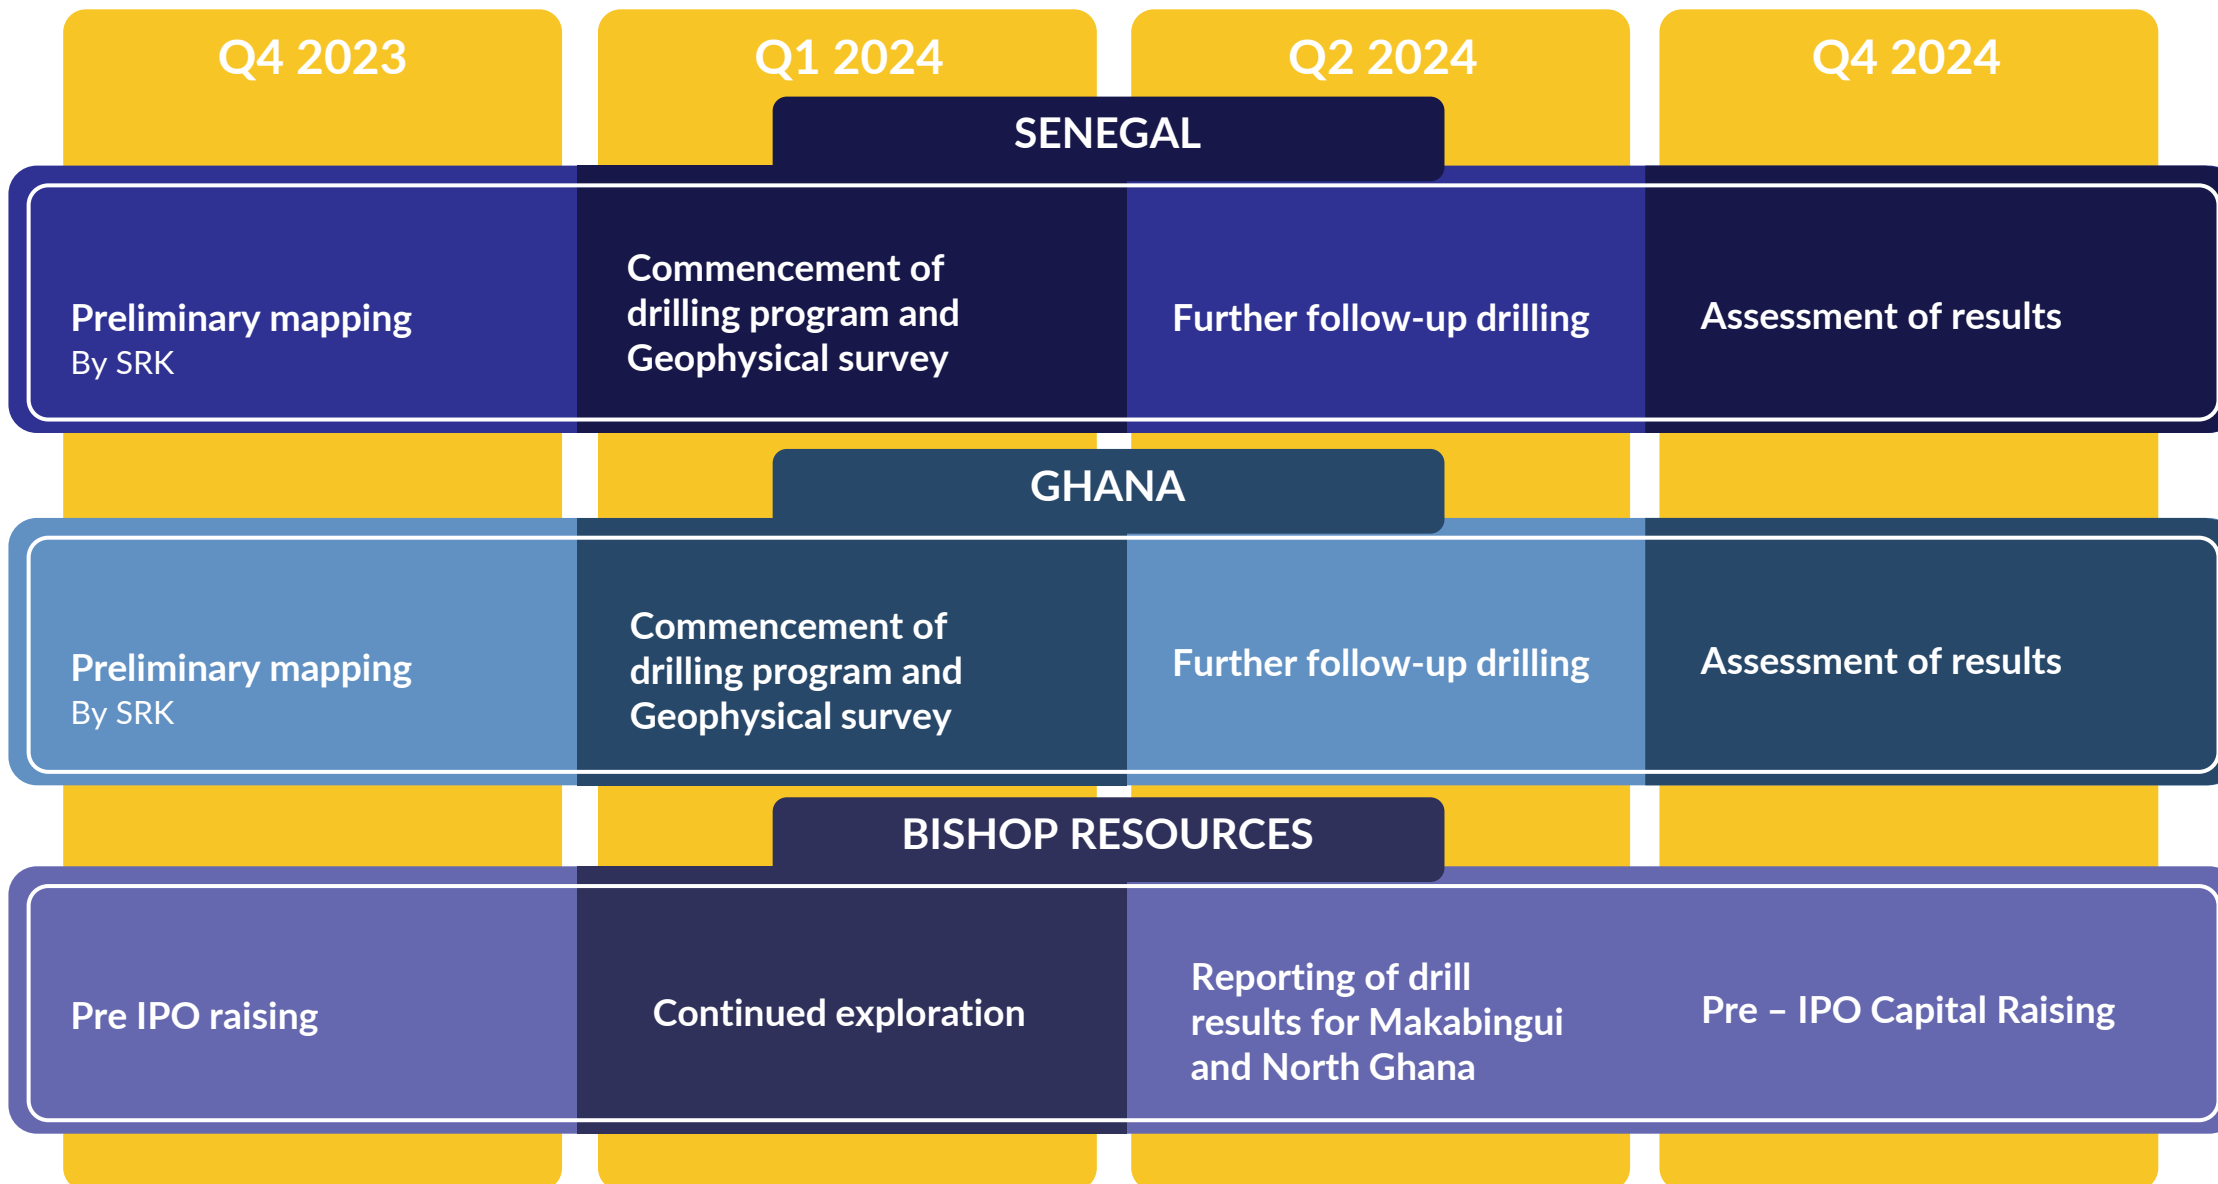 Q4 2023
Q1 2024
Q2 2024
Q4 2024
SENEGAL
Preliminary mapping
By SRK
Commencement of
drilling program and
Geophysical survey
Further follow-up drilling
Assessment of results
GHANA
Preliminary mapping
By SRK
Commencement of
drilling program and
Geophysical survey
Further follow-up drilling
Assessment of results
BISHOP RESOURCES
Pre IPO raising
Continued exploration
Reporting of drill
results for Makabingui
and North Ghana
Pre – IPO Capital Raising